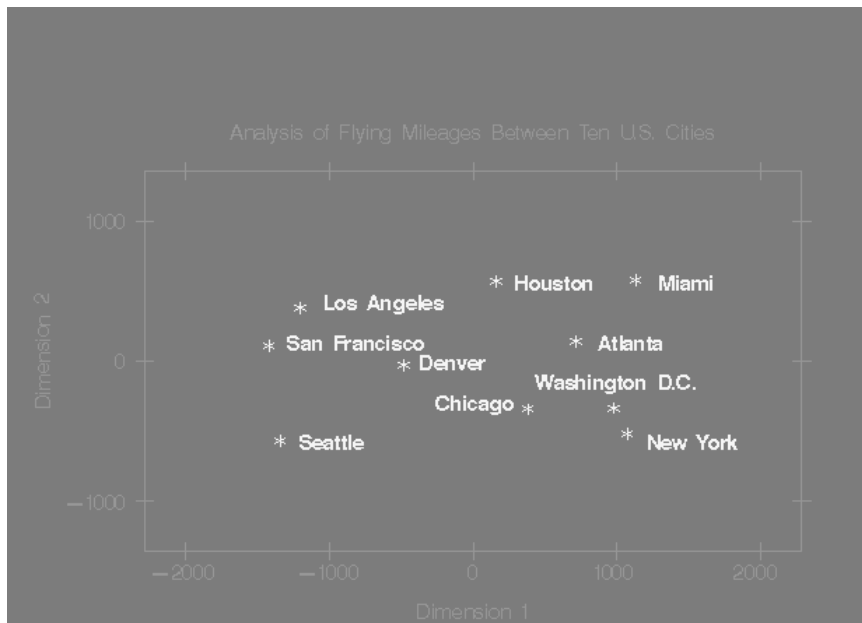 Analysis of Flying Mileages Between Ten U.S. Cities
1000
Houston
Miami
Los Angeles
San Francisco
Atlanta
Dimension 2
0
Denver
Washington D.C.
Chicago
Seattle
New York
−1000
−2000 −1000 0 1000 2000
Dimension 1